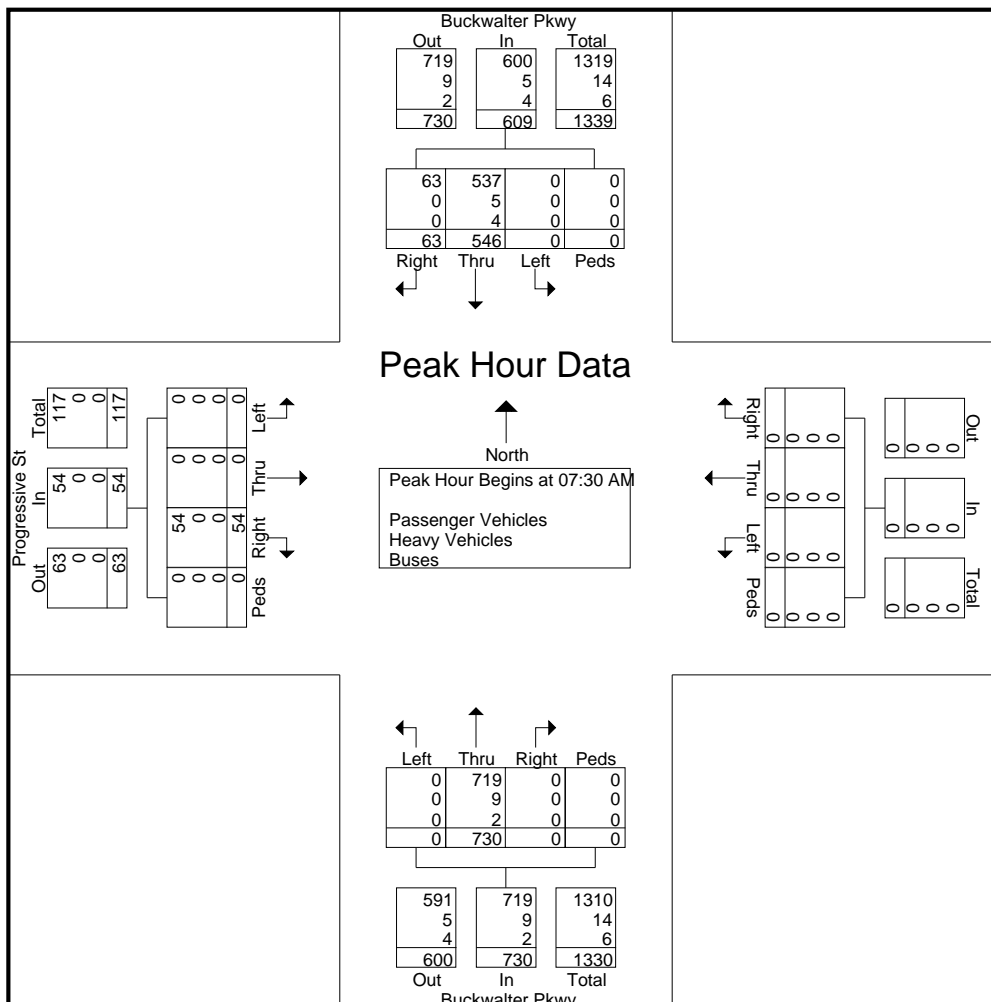 Buckwalter Pkwy
Out In Total
719 600 1319
9 5 14
2 4 6
730 609 1339
63 537 0 0
0 5 0 0
0 4 0 0
63 546 0 0
Right Thru Left Peds
Peak Hour Data
North
Peak Hour Begins at 07:30 AM
Passenger Vehicles
Heavy Vehicles
Buses
Progressive St
Out In Total
63 54 117
0 0 0
0 0 0
63 54 117
0 54 0 0
0 0 0 0
0 0 0 0
0 54 0 0
Peds Right Thru Left
Right Thru Left Peds
0 0 0 0
0 0 0 0
0 0 0 0
0 0 0 0
Out In Total
0 0 0
0 0 0
0 0 0
0 0 0
Left Thru Right Peds
0 719 0 0
0 9 0 0
0 2 0 0
0 730 0 0
591 719 1310
5 9 14
4 2 6
600 730 1330
Out In Total
Buckwalter Pkwy